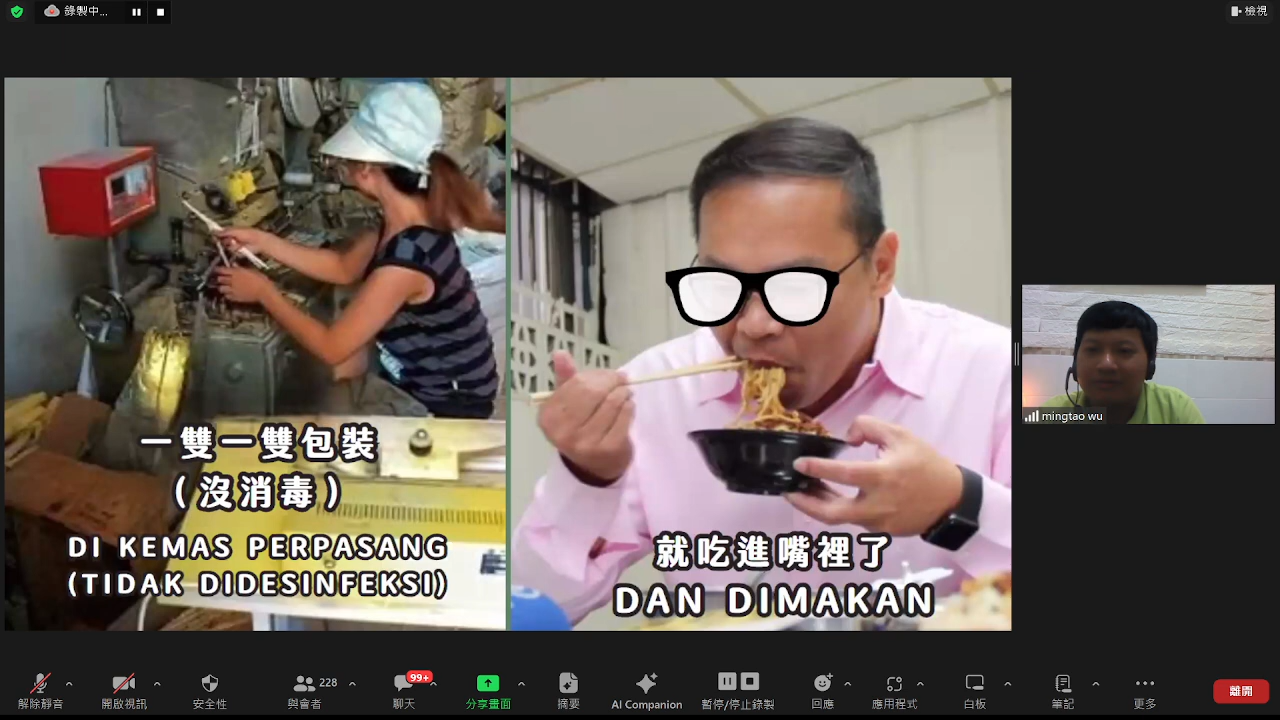 錄製中...
檢視
一雙一雙包裝
(沒消毒)
DI KEMAS PERPASANG
(TIDAK DIDESINFEKSI)
就吃進嘴裡了
DAN DIMAKAN
mingtao wu
解除靜音
開啟視訊
安全性
228
與會者
99+
聊天
分享畫面
摘要
AI Companion
暫停/停止錄製
回應
應用程式
白板
筆記
更多
離開